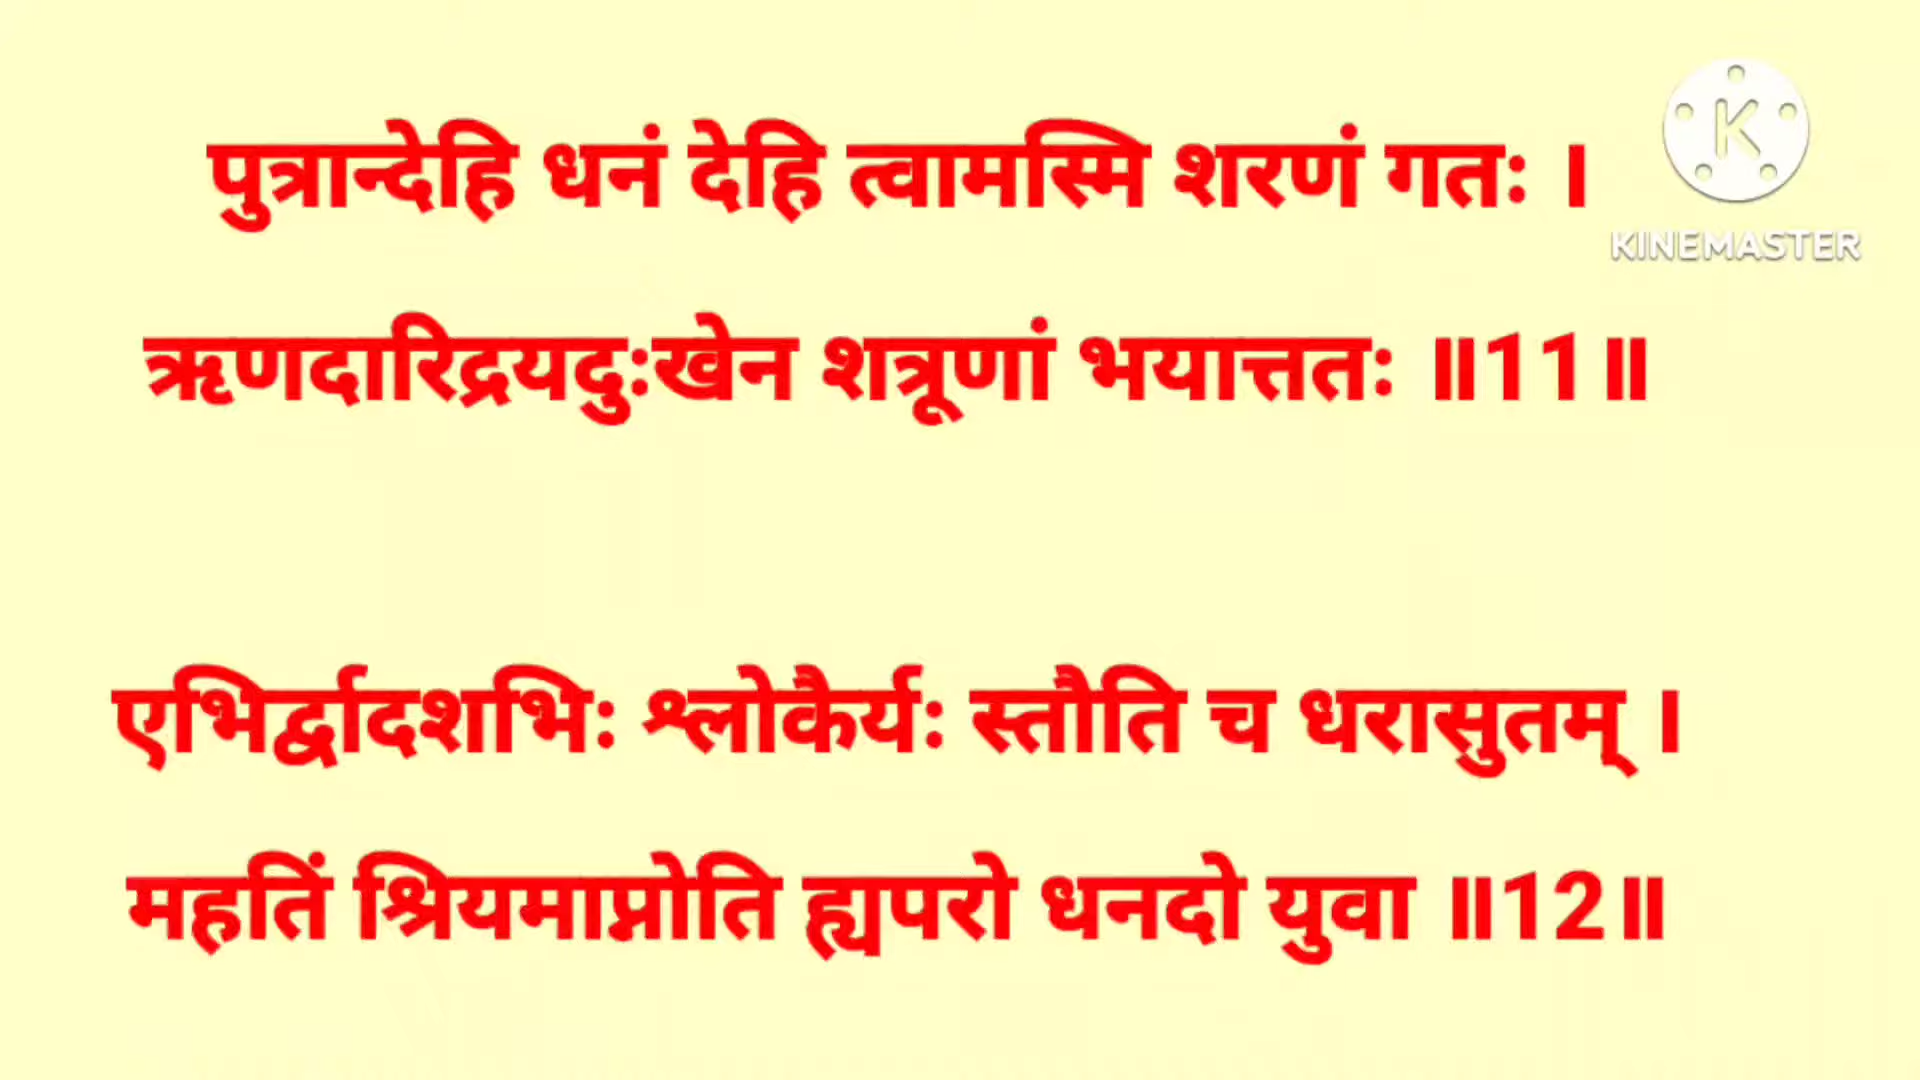 पुत्रान्देहि धनं देहि त्वामस्मि शरणं गतः ।
ऋणदारिद्रयदुःखेन शत्रूणां भयात्ततः ॥11॥
एभिर्द्वादशभिः श्लोकैर्यः स्तौति च धरासुतम् ।
महतिं श्रियमाप्नोति ह्यपरो धनदो युवा ॥12॥
K
KINEMASTER